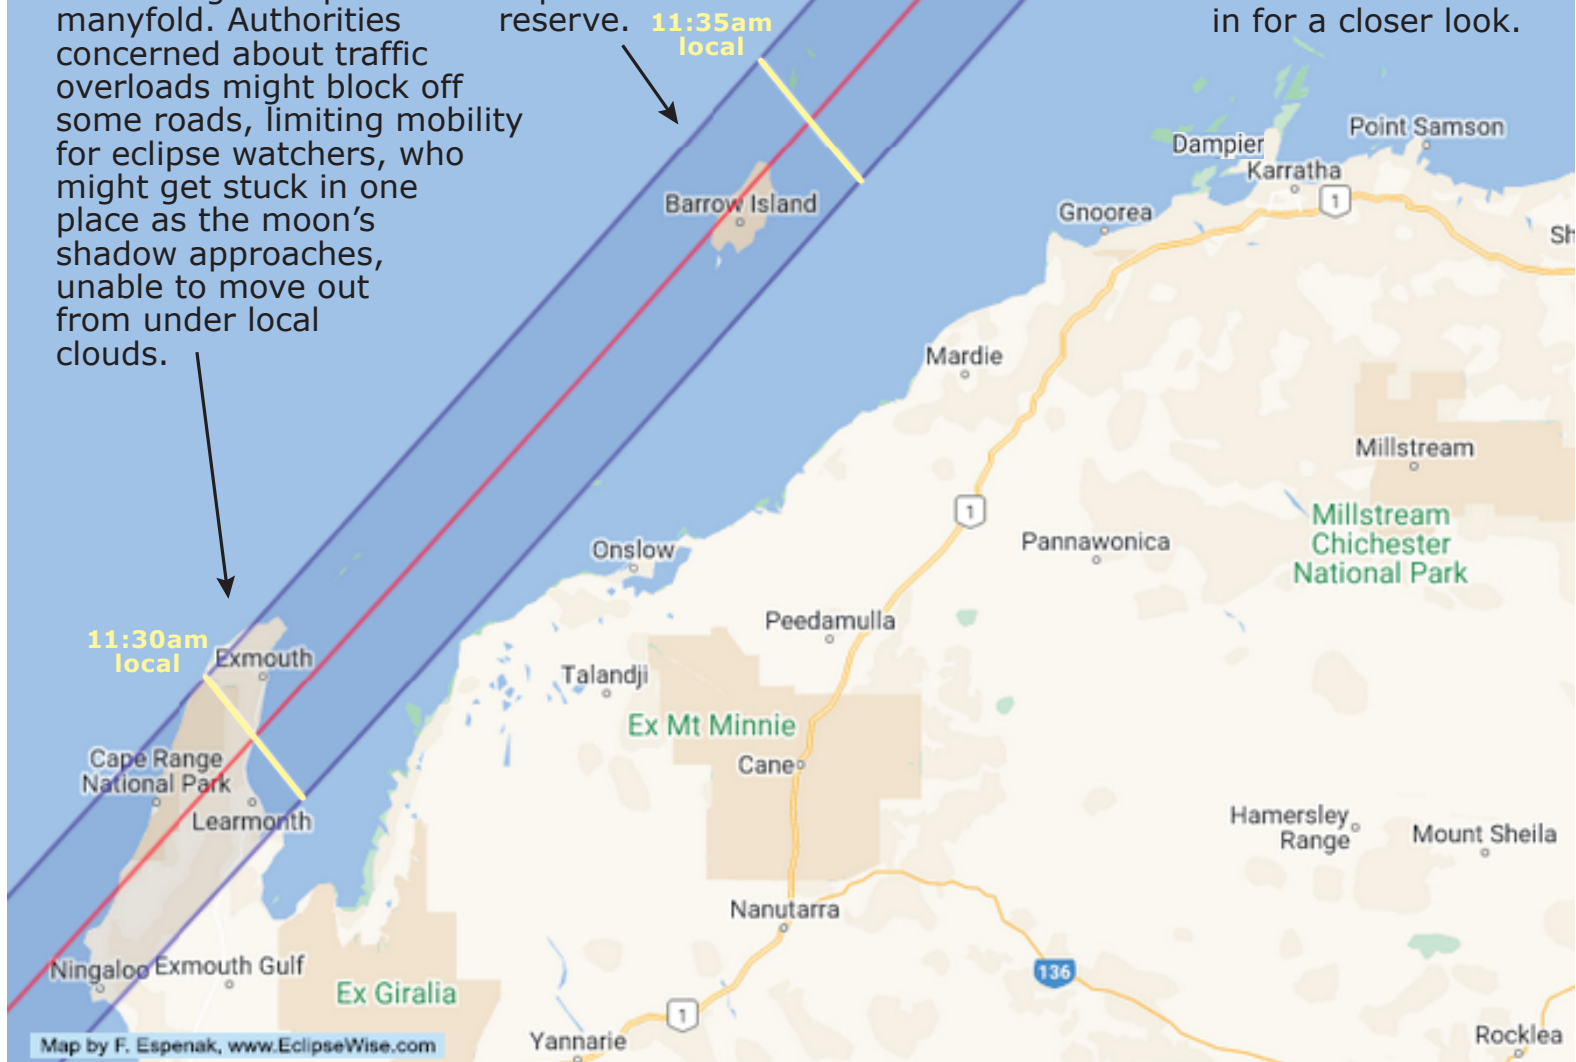 manyfold. Authorities
concerned about traffic
overloads might block off
some roads, limiting mobility
for eclipse watchers, who
might get stuck in one
place as the moon’s
shadow approaches,
unable to move out
from under local
clouds.
reserve.
11:35am
local
in for a closer look.
Point Samson
Dampier
Karratha
1
Barrow Island
Gnoorea
Sh
Mardie
Millstream
1
Millstream
Chichester
National Park
Pannawonica
Onslow
Peedamulla
11:30am
local
Exmouth
Talandji
Ex Mt Minnie
Cane
Cape Range
National Park
Learmonth
Hamersley
Range
Mount Sheila
Nanutarra
Ningaloo
Exmouth Gulf
136
Ex Giralia
1
Yannarie
Rocklea
Map by F. Espenak, www.EclipseWise.com